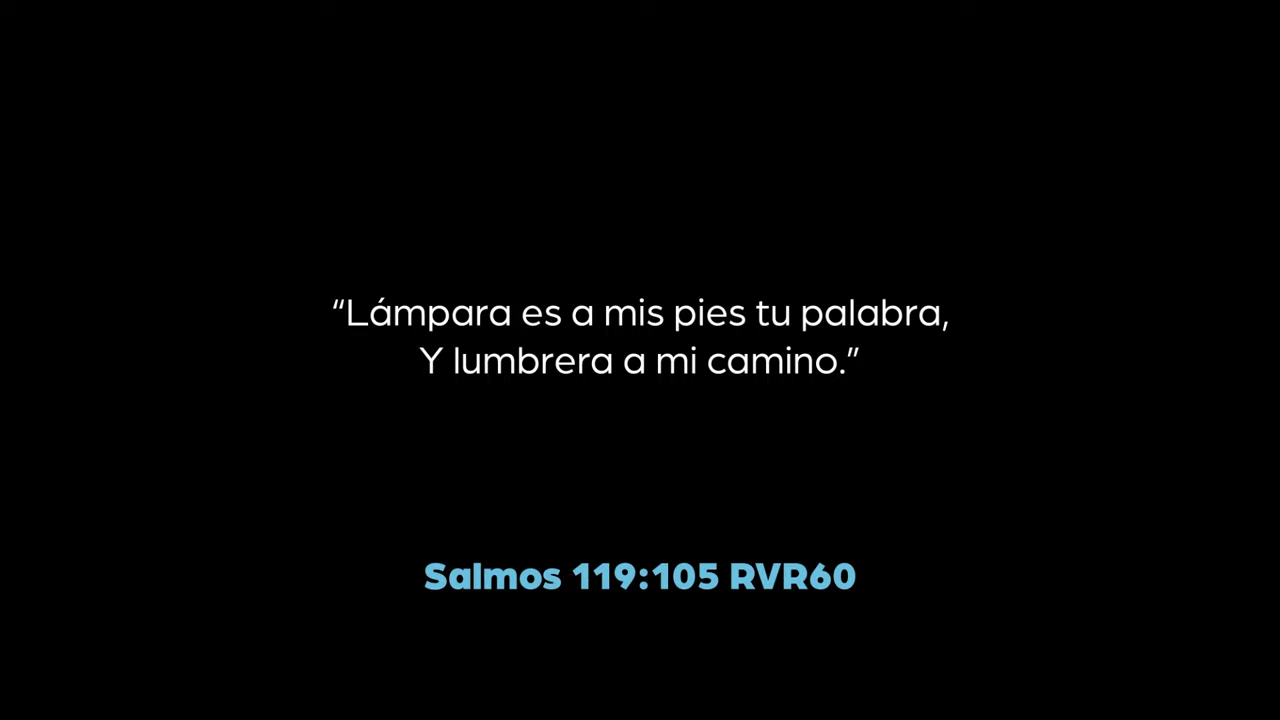 “Lámpara es a mis pies tu palabra,
Y lumbrera a mi camino.”
Salmos 119:105 RVR60